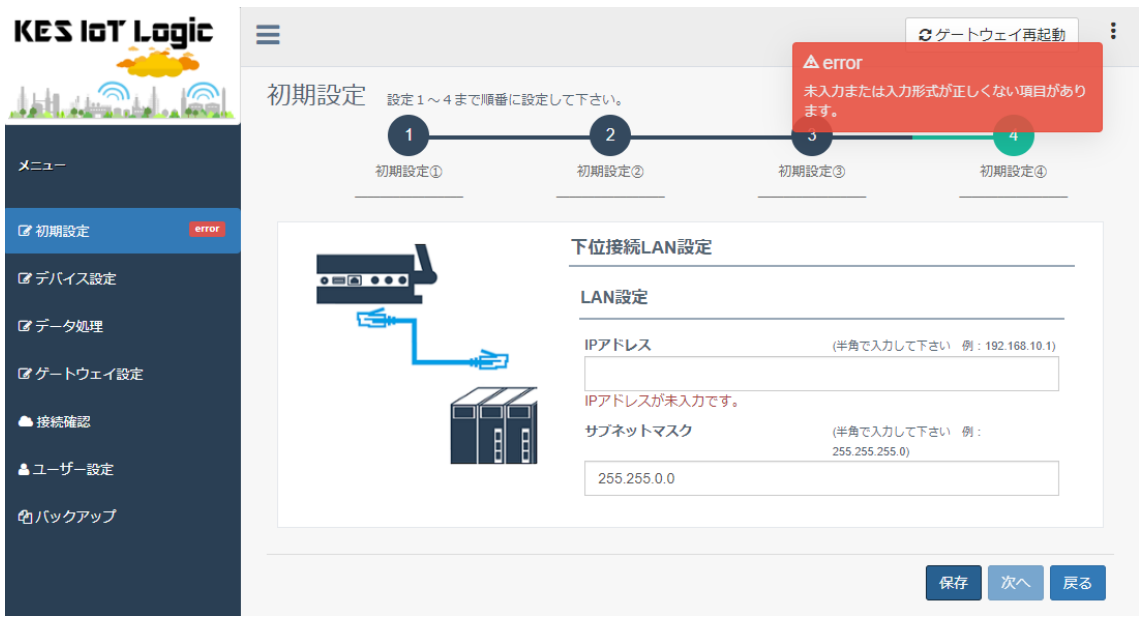 KES IoT Logic
ゲートウェイ再起動
error
未入力または入力形式が正しくない項目があり
ます。
初期設定 設定1～4まで順番に設定して下さい。
1
2
3
4
初期設定①
初期設定②
初期設定③
初期設定④
メニュー
初期設定 error
デバイス設定
データ処理
ゲートウェイ設定
接続確認
ユーザー設定
バックアップ
下位接続LAN設定
LAN設定
IPアドレス (半角で入力して下さい 例：192.168.10.1)
IPアドレスが未入力です。
サブネットマスク (半角で入力して下さい 例：
255.255.255.0)
255.255.0.0
保存 次へ 戻る